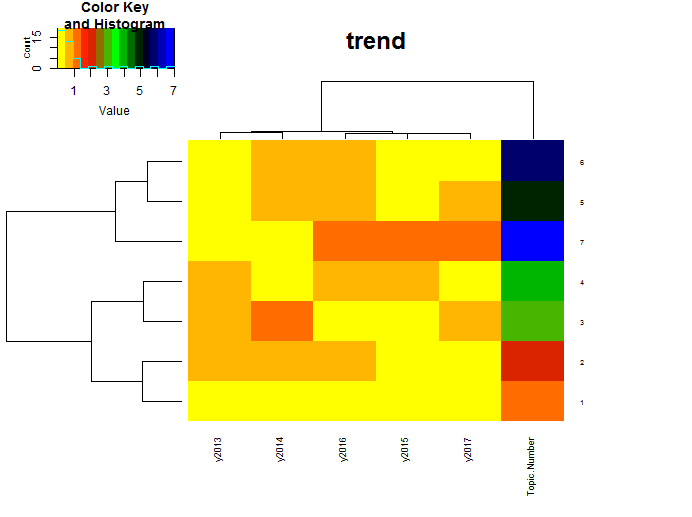 Color Key
and Histogram
Count
0 15
1 3 5 7
Value
trend
6
5
7
4
3
2
1
y2013 y2014 y2016 y2015 y2017 Topic.Number